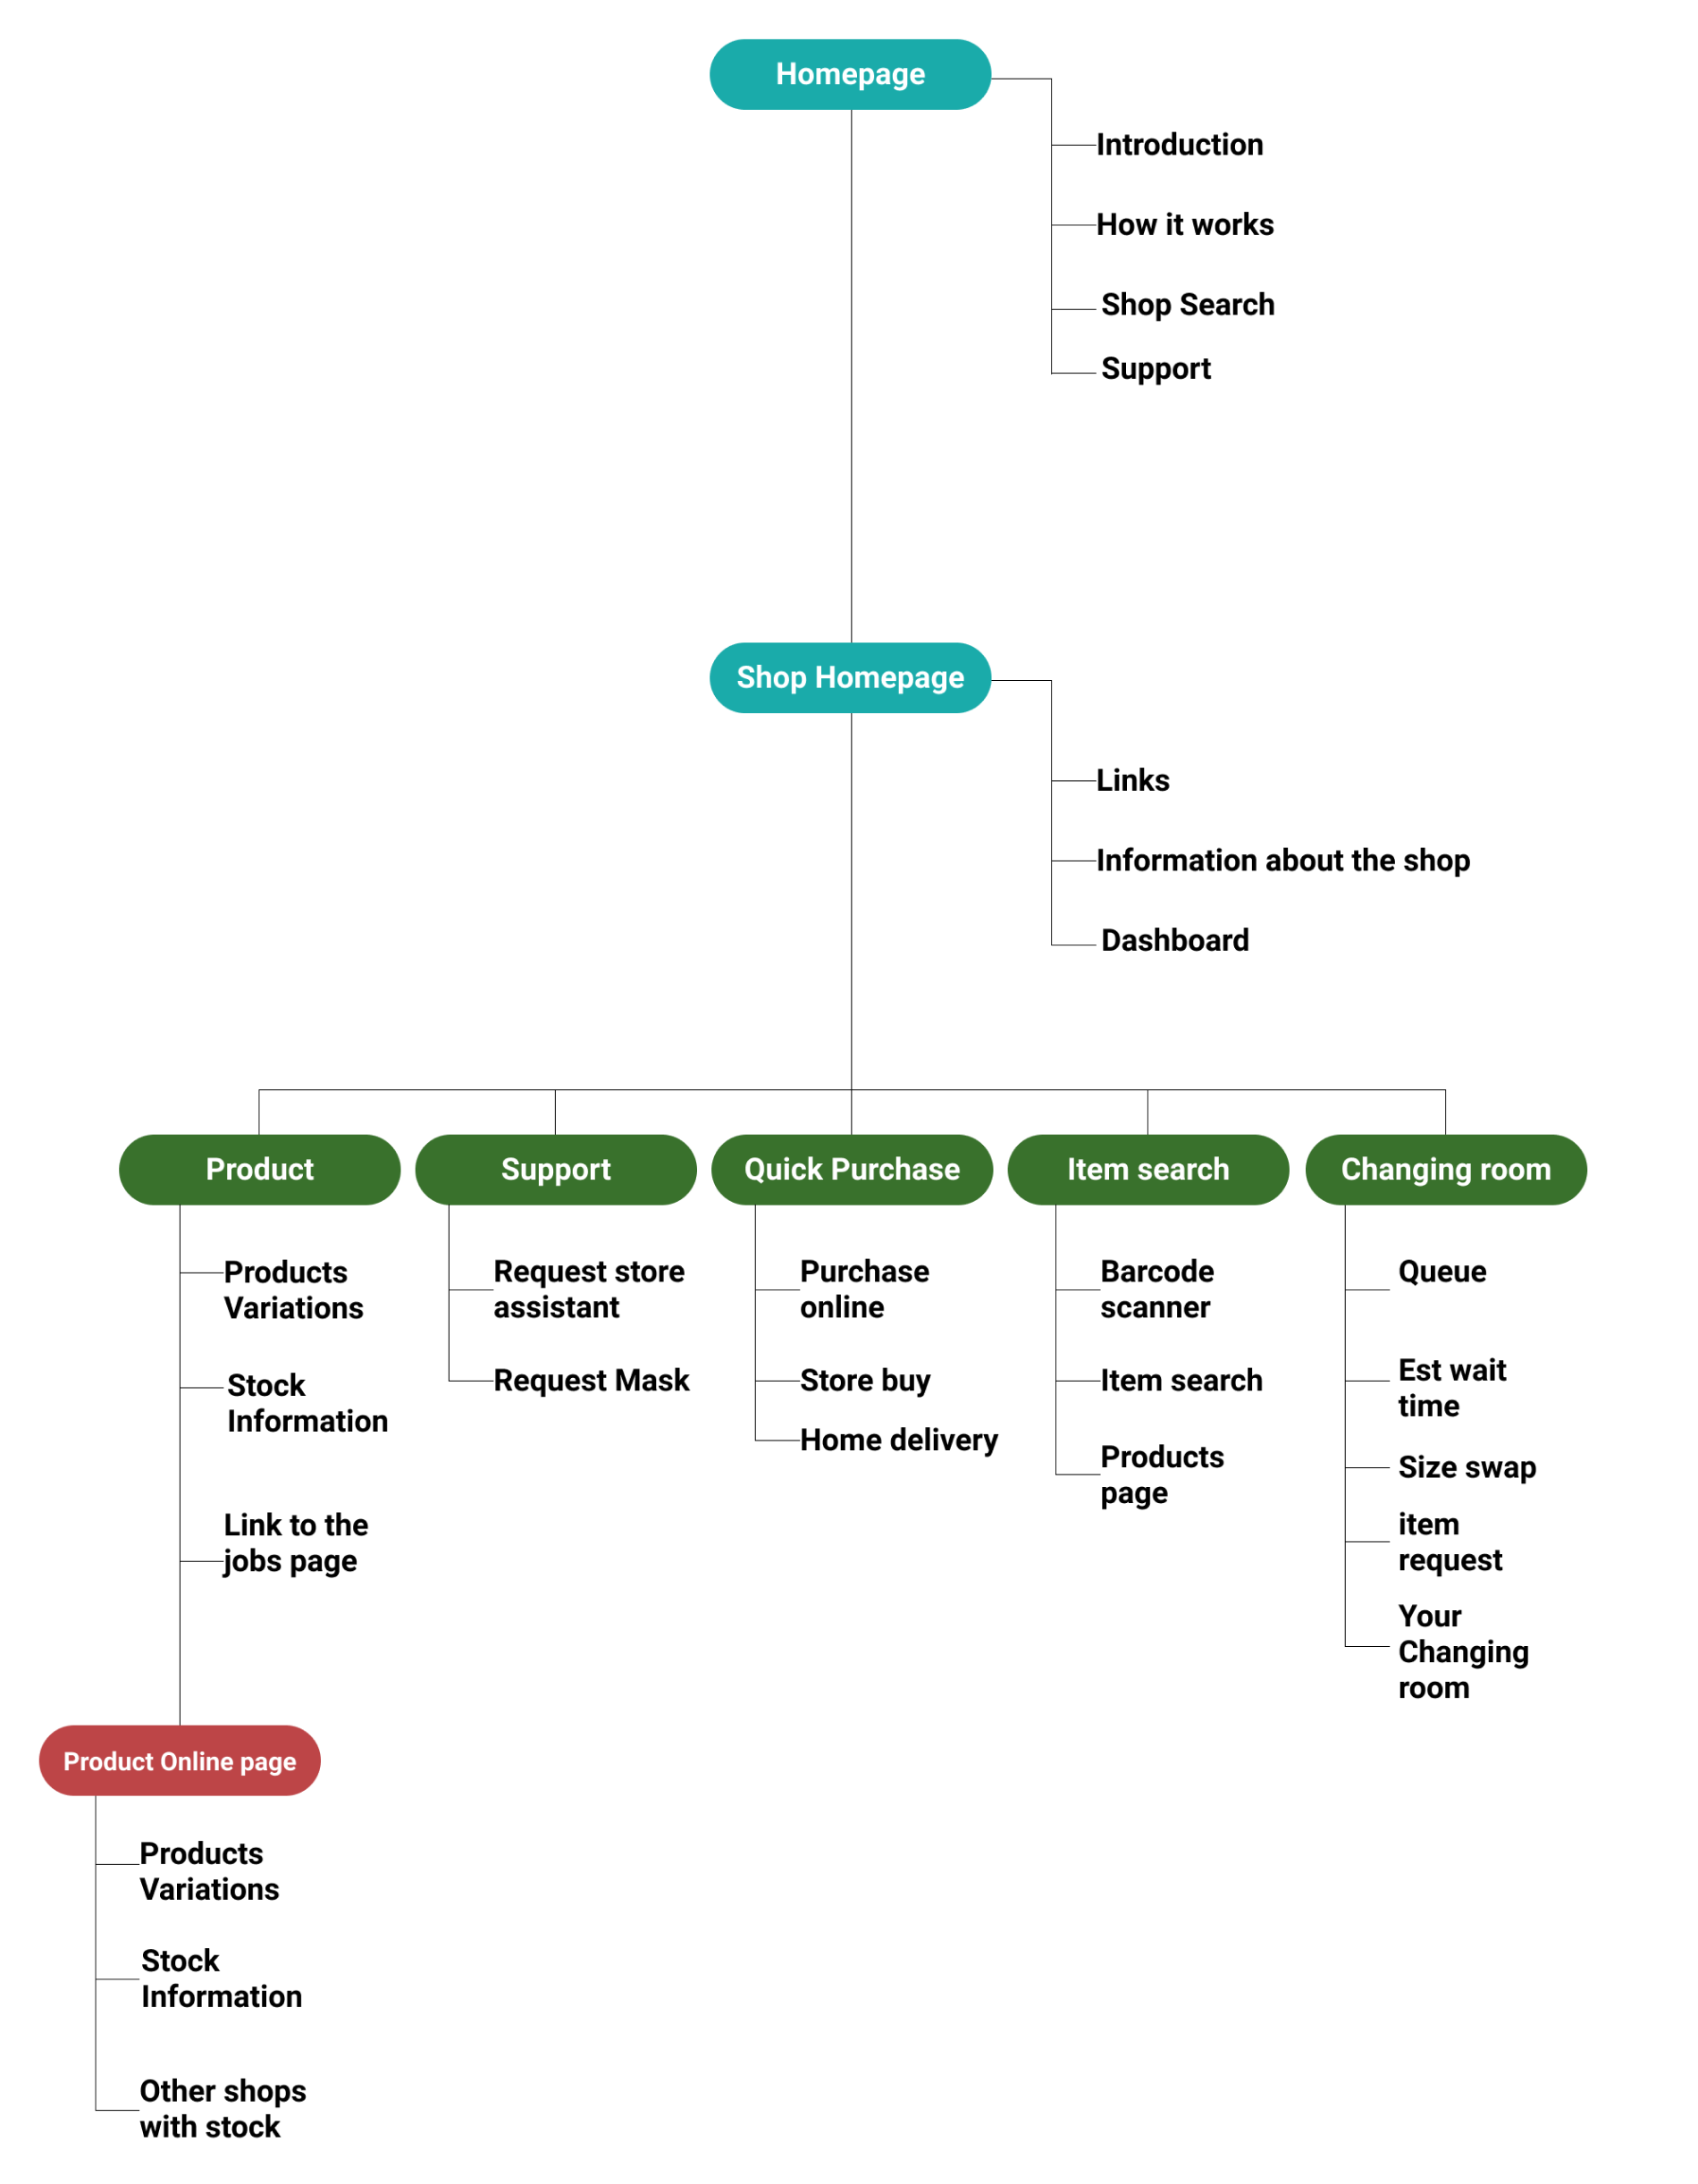 Homepage
Introduction
How it works
Shop Search
Support
Shop Homepage
Links
Information about the shop
Dashboard
Product
Support
Quick Purchase
Item search
Changing room
Products
Variations
Stock
Information
Link to the
jobs page
Request store
assistant
Request Mask
Purchase
online
Store buy
Home delivery
Barcode
scanner
Item search
Products
page
Queue
Est wait
time
Size swap
item
request
Your
Changing
room
Product Online page
Products
Variations
Stock
Information
Other shops
with stock